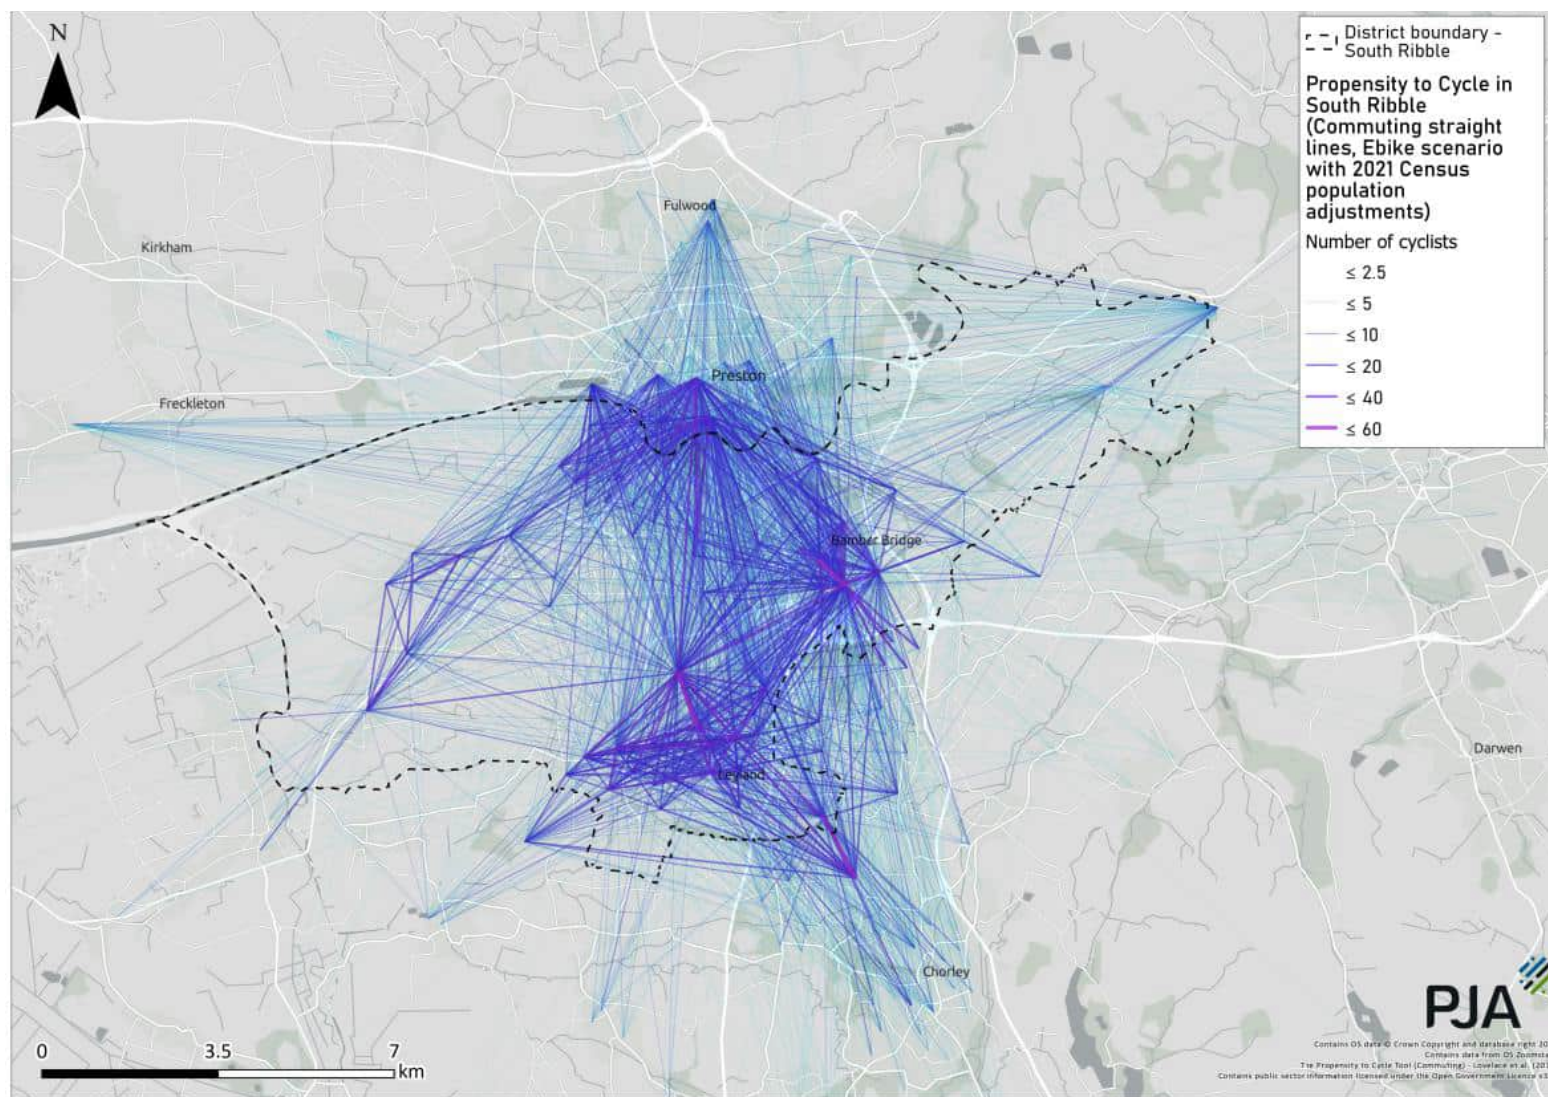 N
District boundary -
South Ribble
Propensity to Cycle in
South Ribble
(Commuting straight
lines, Ebike scenario
with 2021 Census
population
adjustments)
Number of cyclists
≤ 2.5
≤ 5
≤ 10
≤ 20
≤ 40
≤ 60
Fulwood
Kirkham
Preston
Freckleton
Bamber Bridge
Darwen
Leyland
Chorley
PJA
0 3.5 7
km
Contains OS data © Crown Copyright and database right 20
Contains data from OS Zoomsta
The Propensity to Cycle Tool (Commuting) - Lovelace et al. (20
Contains public sector information licensed under the Open Government Licence v3